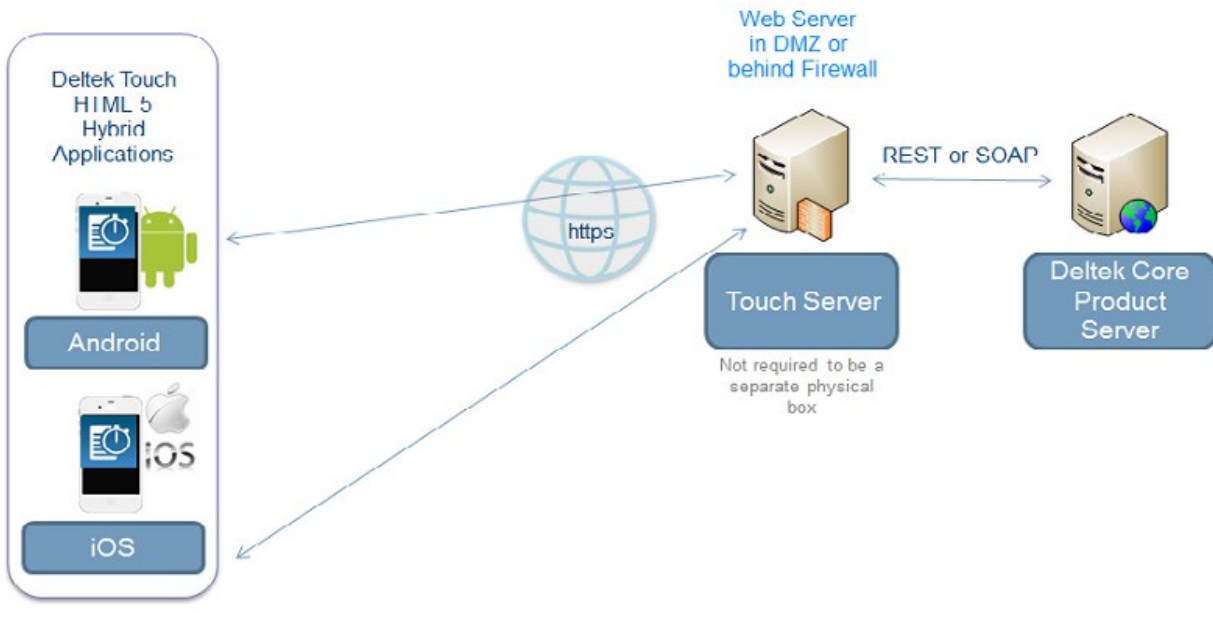 Deltek Touch
HTML 5
Hybrid
Applications
Android
iOS
iOS
https
Web Server
in DMZ or
behind Firewall
Touch Server
Not required to be a
separate physical
box
REST or SOAP
Deltek Core
Product
Server